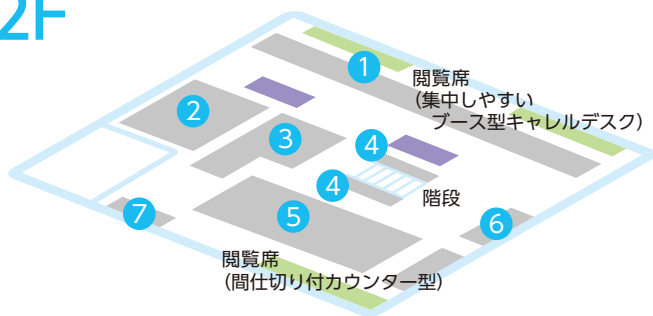 2F
1
閲覧席
(集中しやすい
ブース型キャレルデスク)
2
3
4
4
階段
5
6
7
閲覧席
(間仕切り付カウンター型)